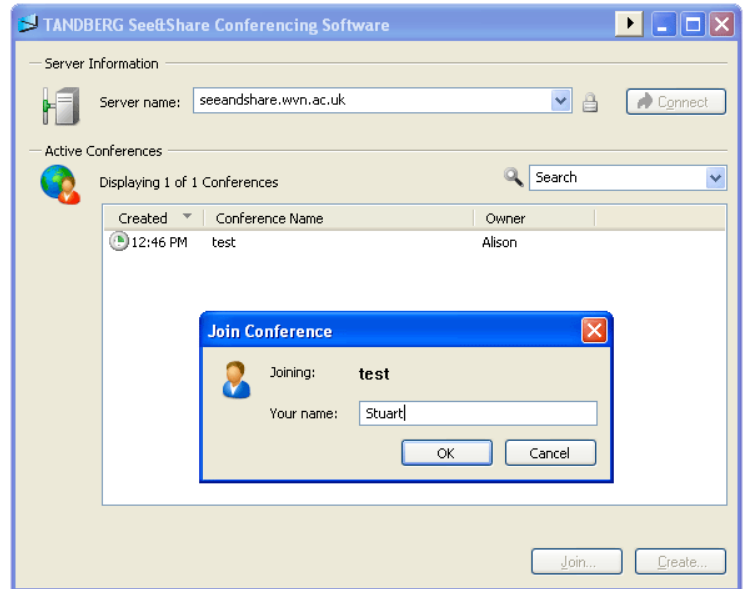 TANDBERG See&Share Conferencing Software
Server Information
Server name: seeandshare.wvn.ac.uk Connect
Active Conferences
Displaying 1 of 1 Conferences Search
Created Conference Name Owner
12:46 PM test Alison
Join Conference
Joining: test
Your name: Stuart
OK Cancel
Join... Create...